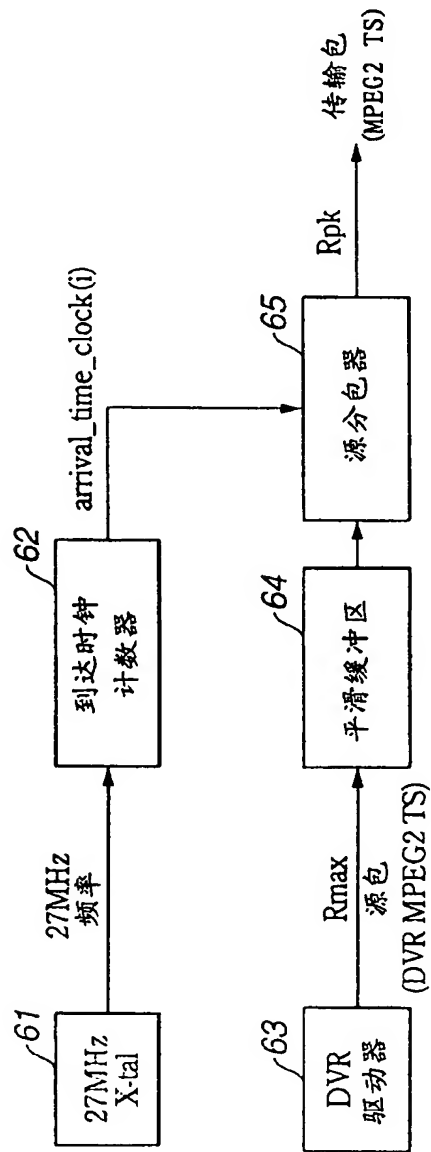 61
27MHz
X-tal
27MHz
频率
62
到达时钟
计数器
arrival_time_clock(i)
63
DVR
驱动器
Rmax
源包
(DVR MPEG2 TS)
64
平滑缓冲区
65
源分包器
Rpk
传输包
(MPEG2 TS)